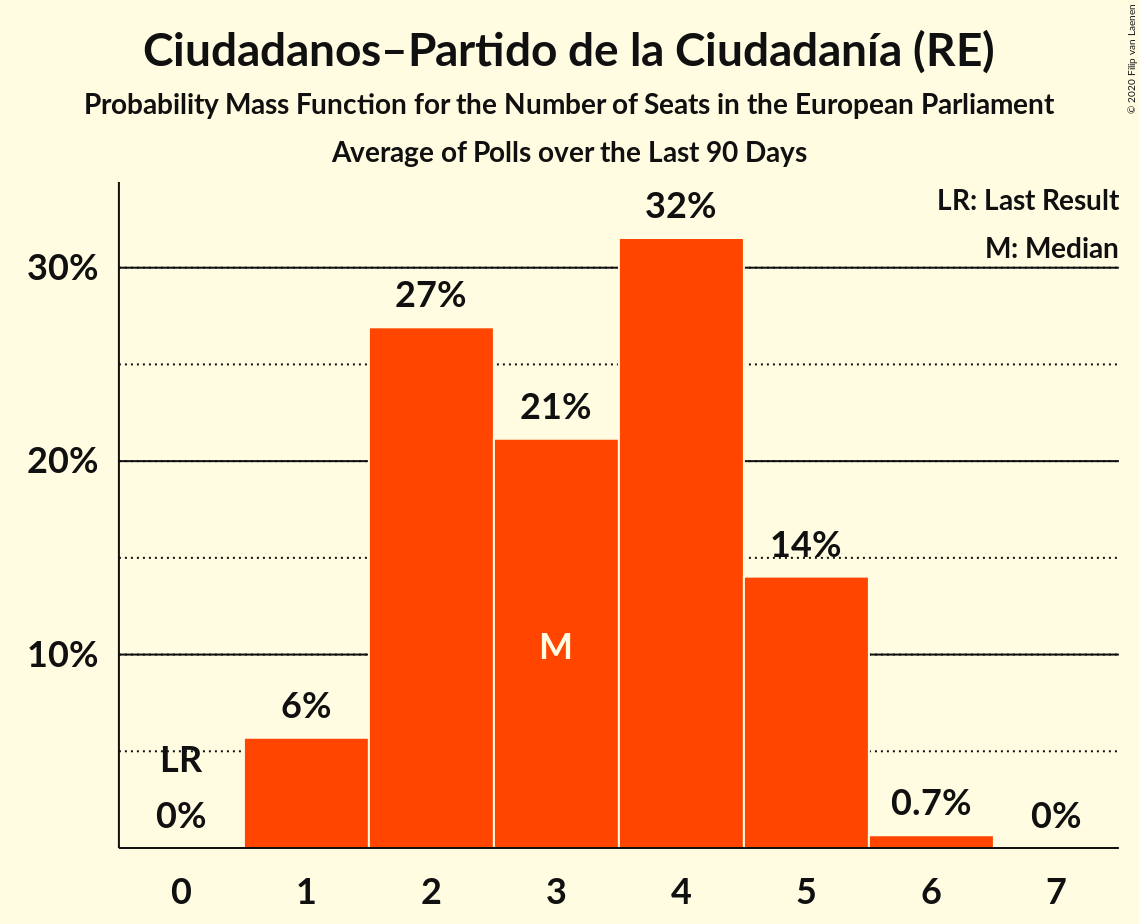 Ciudadanos–Partido de la Ciudadanía (RE)
Probability Mass Function for the Number of Seats in the European Parliament
Average of Polls over the Last 90 Days
© 2020 Filip van Laenen
LR: Last Result
M: Median
32%
30%
27%
21%
20%
14%
M
10%
6%
LR
0%
0.7%
0%
0 1 2 3 4 5 6 7